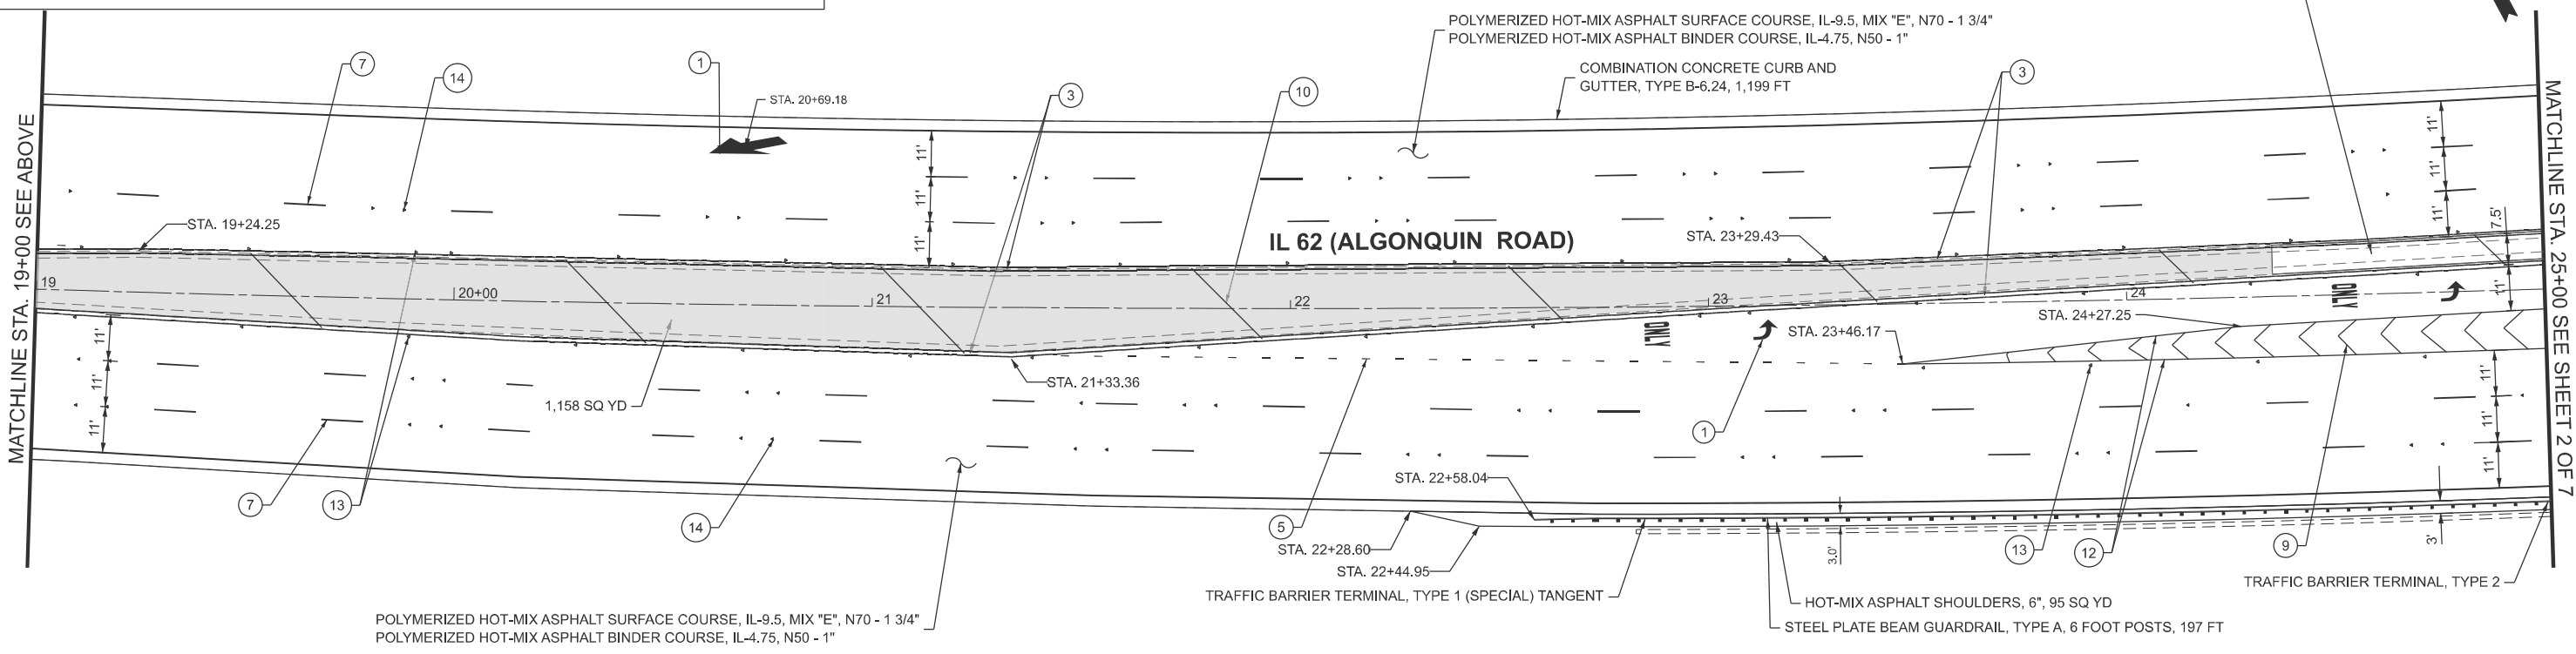 POLYMERIZED HOT-MIX ASPHALT SURFACE COURSE, IL-9.5, MIX "E", N70 - 1 3/4"
POLYMERIZED HOT-MIX ASPHALT BINDER COURSE, IL-4.75, N50 - 1"
COMBINATION CONCRETE CURB AND
GUTTER, TYPE B-6.24, 1,199 FT
7
14
1
3
10
3
STA. 20+69.18
MATCHLINE STA. 19+00 SEE ABOVE
MATCHLINE STA. 25+00 SEE SHEET 2 OF 7
11'
11'
11'
11'
11'
11'
7.5'
11'
STA. 19+24.25
IL 62 (ALGONQUIN ROAD)
STA. 23+29.43
19
20+00
21
22
23
24
ONLY
ONLY
STA. 24+27.25
STA. 23+46.17
11'
11'
11'
STA. 21+33.36
1,158 SQ YD
1
11'
11'
11'
STA. 22+58.04
7
13
14
5
STA. 22+28.60
STA. 22+44.95
3.0'
13
12
9
3'
TRAFFIC BARRIER TERMINAL, TYPE 2
TRAFFIC BARRIER TERMINAL, TYPE 1 (SPECIAL) TANGENT
HOT-MIX ASPHALT SHOULDERS, 6", 95 SQ YD
STEEL PLATE BEAM GUARDRAIL, TYPE A, 6 FOOT POSTS, 197 FT
POLYMERIZED HOT-MIX ASPHALT SURFACE COURSE, IL-9.5, MIX "E", N70 - 1 3/4"
POLYMERIZED HOT-MIX ASPHALT BINDER COURSE, IL-4.75, N50 - 1"